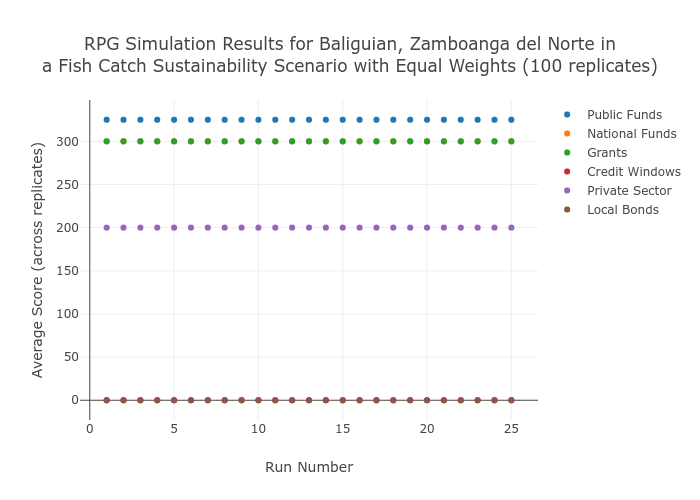 RPG Simulation Results for Baliguian, Zamboanga del Norte in
a Fish Catch Sustainability Scenario with Equal Weights (100 replicates)
Public Funds
National Funds
Grants
Credit Windows
Private Sector
Local Bonds
Average Score (across replicates)
300
250
200
150
100
50
0
0 5 10 15 20 25
Run Number